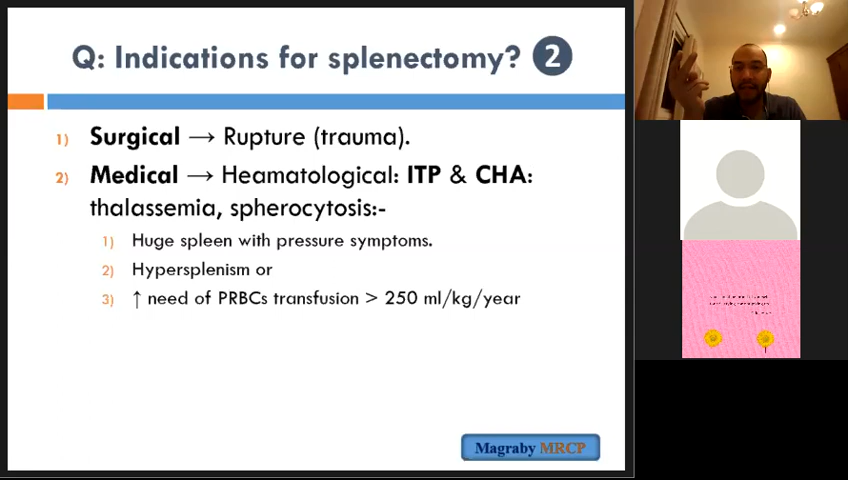 Q: Indications for splenectomy? 2
1) Surgical → Rupture (trauma).
2) Medical → Heamatological: ITP & CHA:
thalassemia, spherocytosis:-
1) Huge spleen with pressure symptoms.
2) Hypersplenism or
3) ↑ need of PRBCs transfusion > 250 ml/kg/year
Magraby MRCP